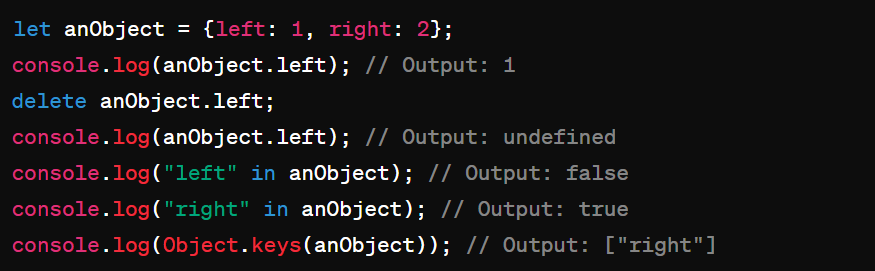 let anObject = {left: 1, right: 2};
console.log(anObject.left); // Output: 1
delete anObject.left;
console.log(anObject.left); // Output: undefined
console.log("left" in anObject); // Output: false
console.log("right" in anObject); // Output: true
console.log(Object.keys(anObject)); // Output: ["right"]